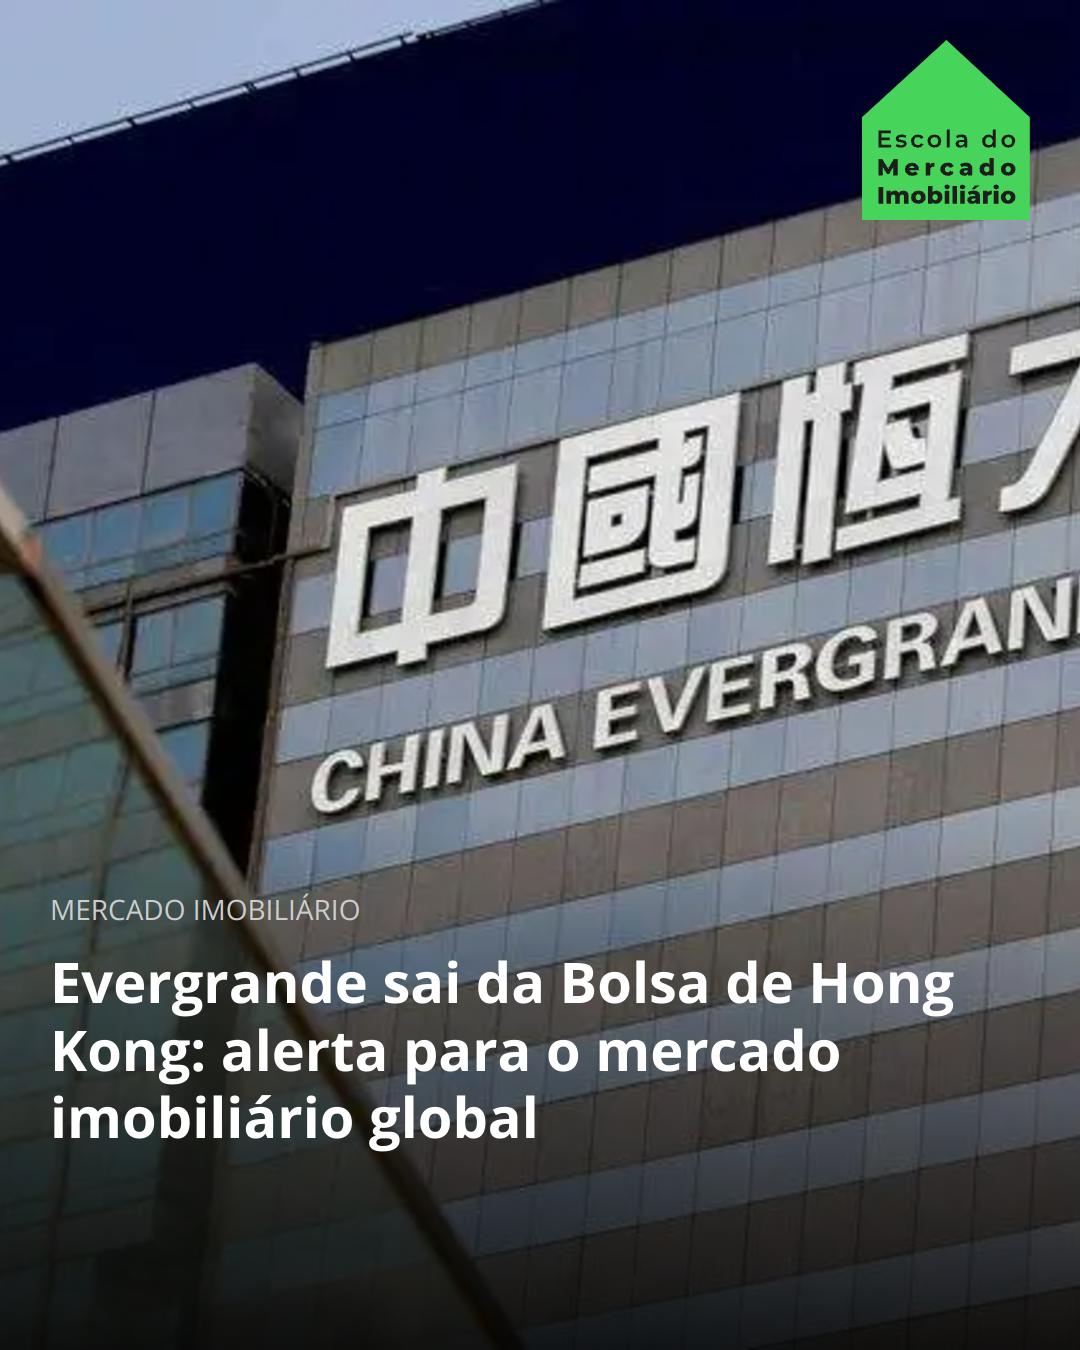 Escola do
Mercado
Imobiliário
中國恒
CHINA EVERGRAN
MERCADO IMOBILIÁRIO
Evergrande sai da Bolsa de Hong
Kong: alerta para o mercado
imobiliário global